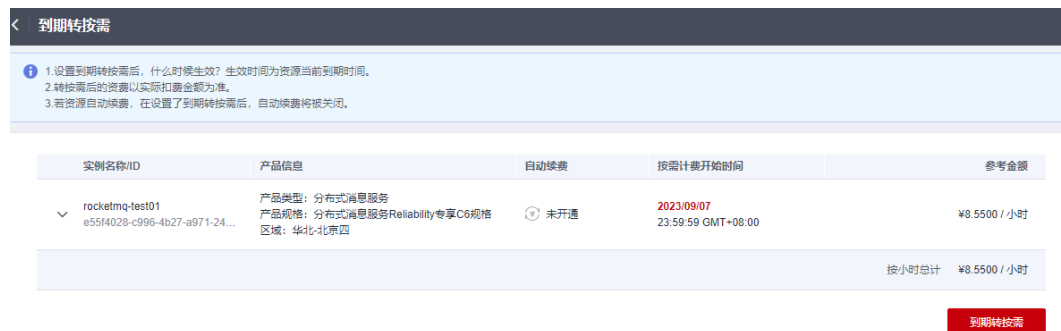 到期转按需
1.设置到期转按需后，什么时候生效？生效时间为资源当前到期时间。
2.转按需后的资费以实际扣费金额为准。
3.若资源自动续费，在设置了到期转按需后，自动续费将被关闭。
实例名称/ID 产品信息 自动续费 按需计费开始时间 参考金额
rocketmq-test01
e55f4028-c996-4b27-a971-24...
产品类型：分布式消息服务
产品规格：分布式消息服务Reliability专享C6规格
区域：华北-北京四
未开通
2023/09/07
23:59:59 GMT+08:00
¥8.5500 / 小时
按小时总计 ¥8.5500 / 小时
到期转按需